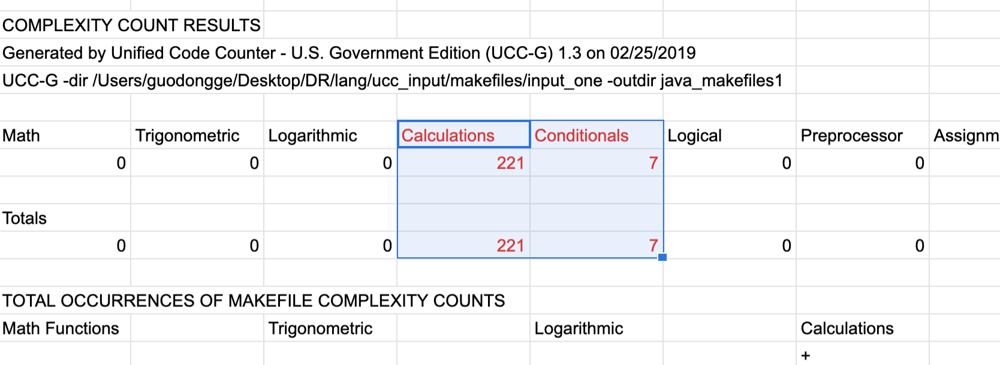 COMPLEXITY COUNT RESULTS
Generated by Unified Code Counter - U.S. Government Edition (UCC-G) 1.3 on 02/25/2019
UCC-G -dir /Users/guodongge/Desktop/DR/lang/ucc_input/makefiles/input_one -outdir java_makefiles1
Math Trigonometric Logarithmic Calculations Conditionals Logical Preprocessor Assignm
0 0 0 221 7 0 0
Totals
0 0 0 221 7 0 0
TOTAL OCCURRENCES OF MAKEFILE COMPLEXITY COUNTS
Math Functions Trigonometric Logarithmic Calculations
+